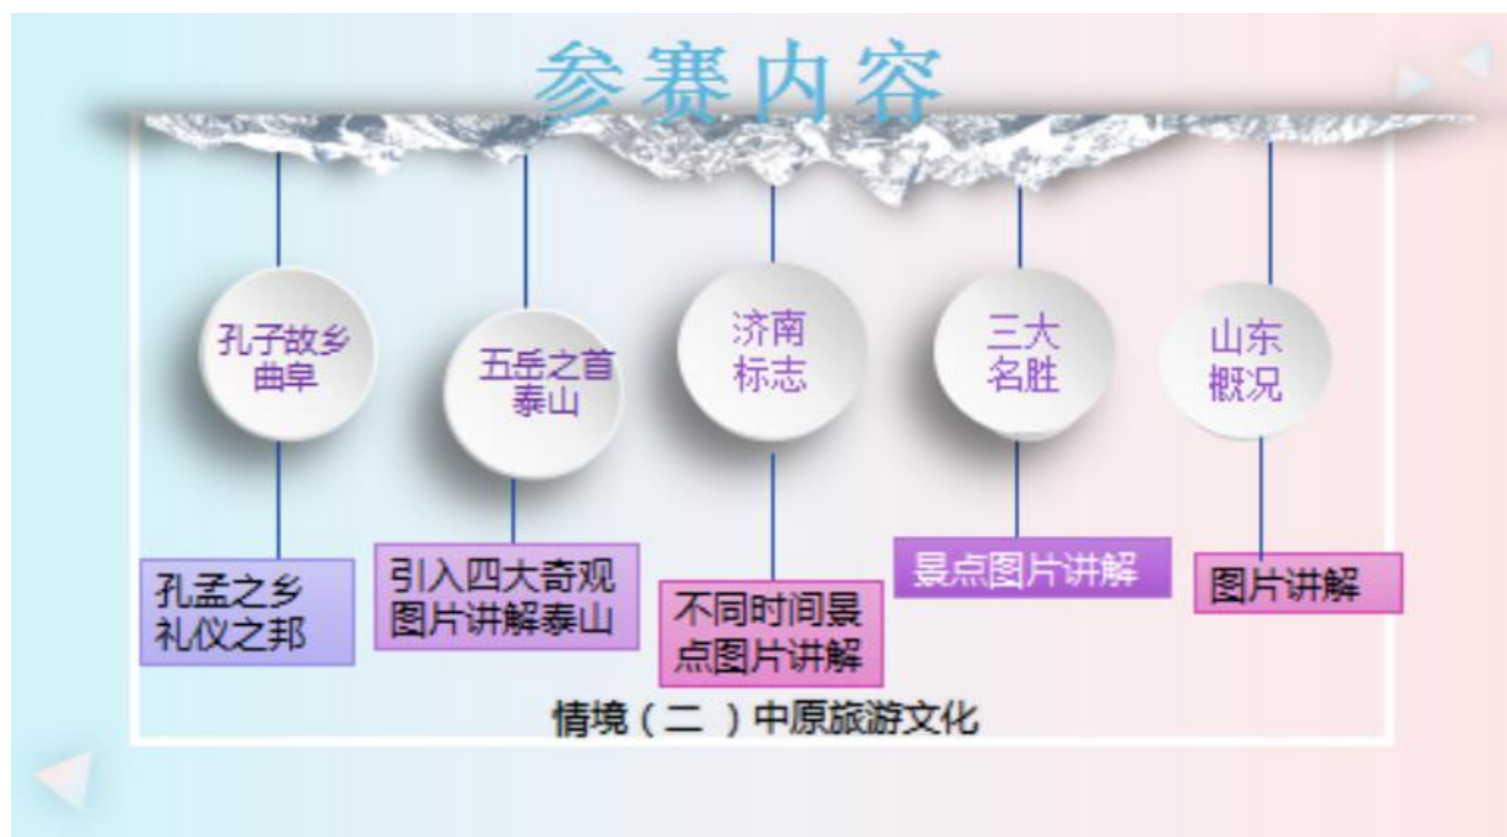 参赛内容
孔子故乡
曲阜
五岳之首
泰山
济南
标志
三大
名胜
山东
概况
孔孟之乡
礼仪之邦
引入四大奇观
图片讲解泰山
不同时间景
点图片讲解
景点图片讲解
图片讲解
情境（二 ）中原旅游文化